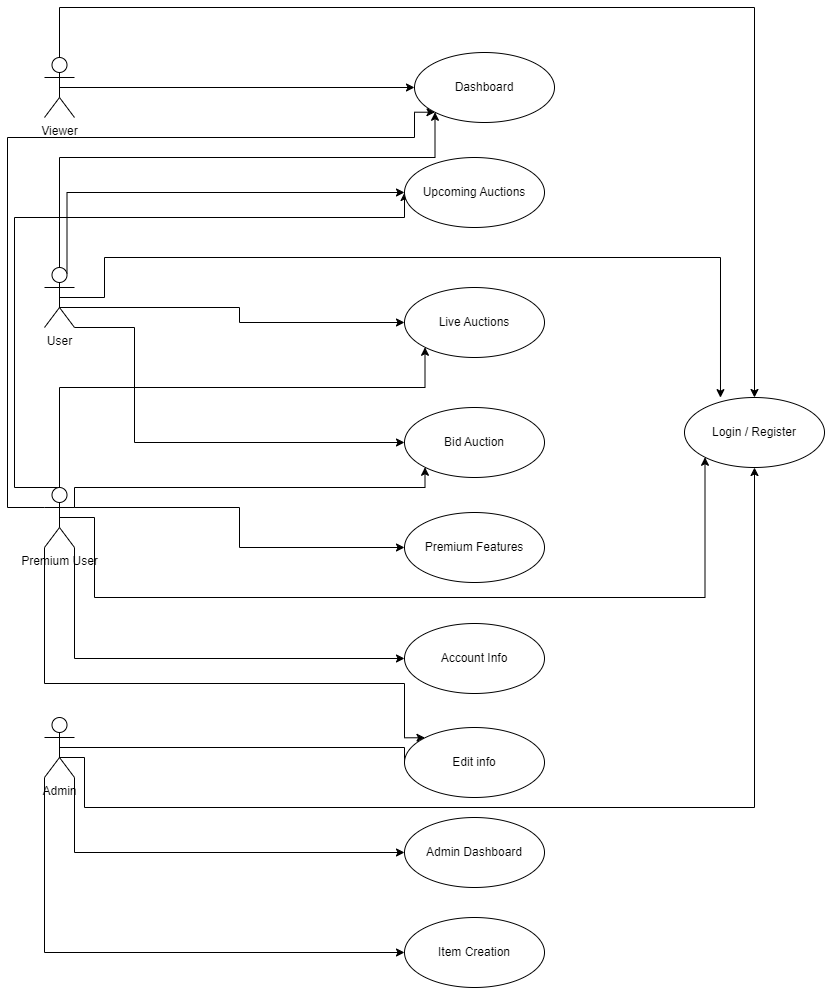 Dashboard
Viewer
Upcoming Auctions
Live Auctions
User
Login / Register
Bid Auction
Premium Features
Premium User
Account Info
Edit info
Admin
Admin Dashboard
Item Creation